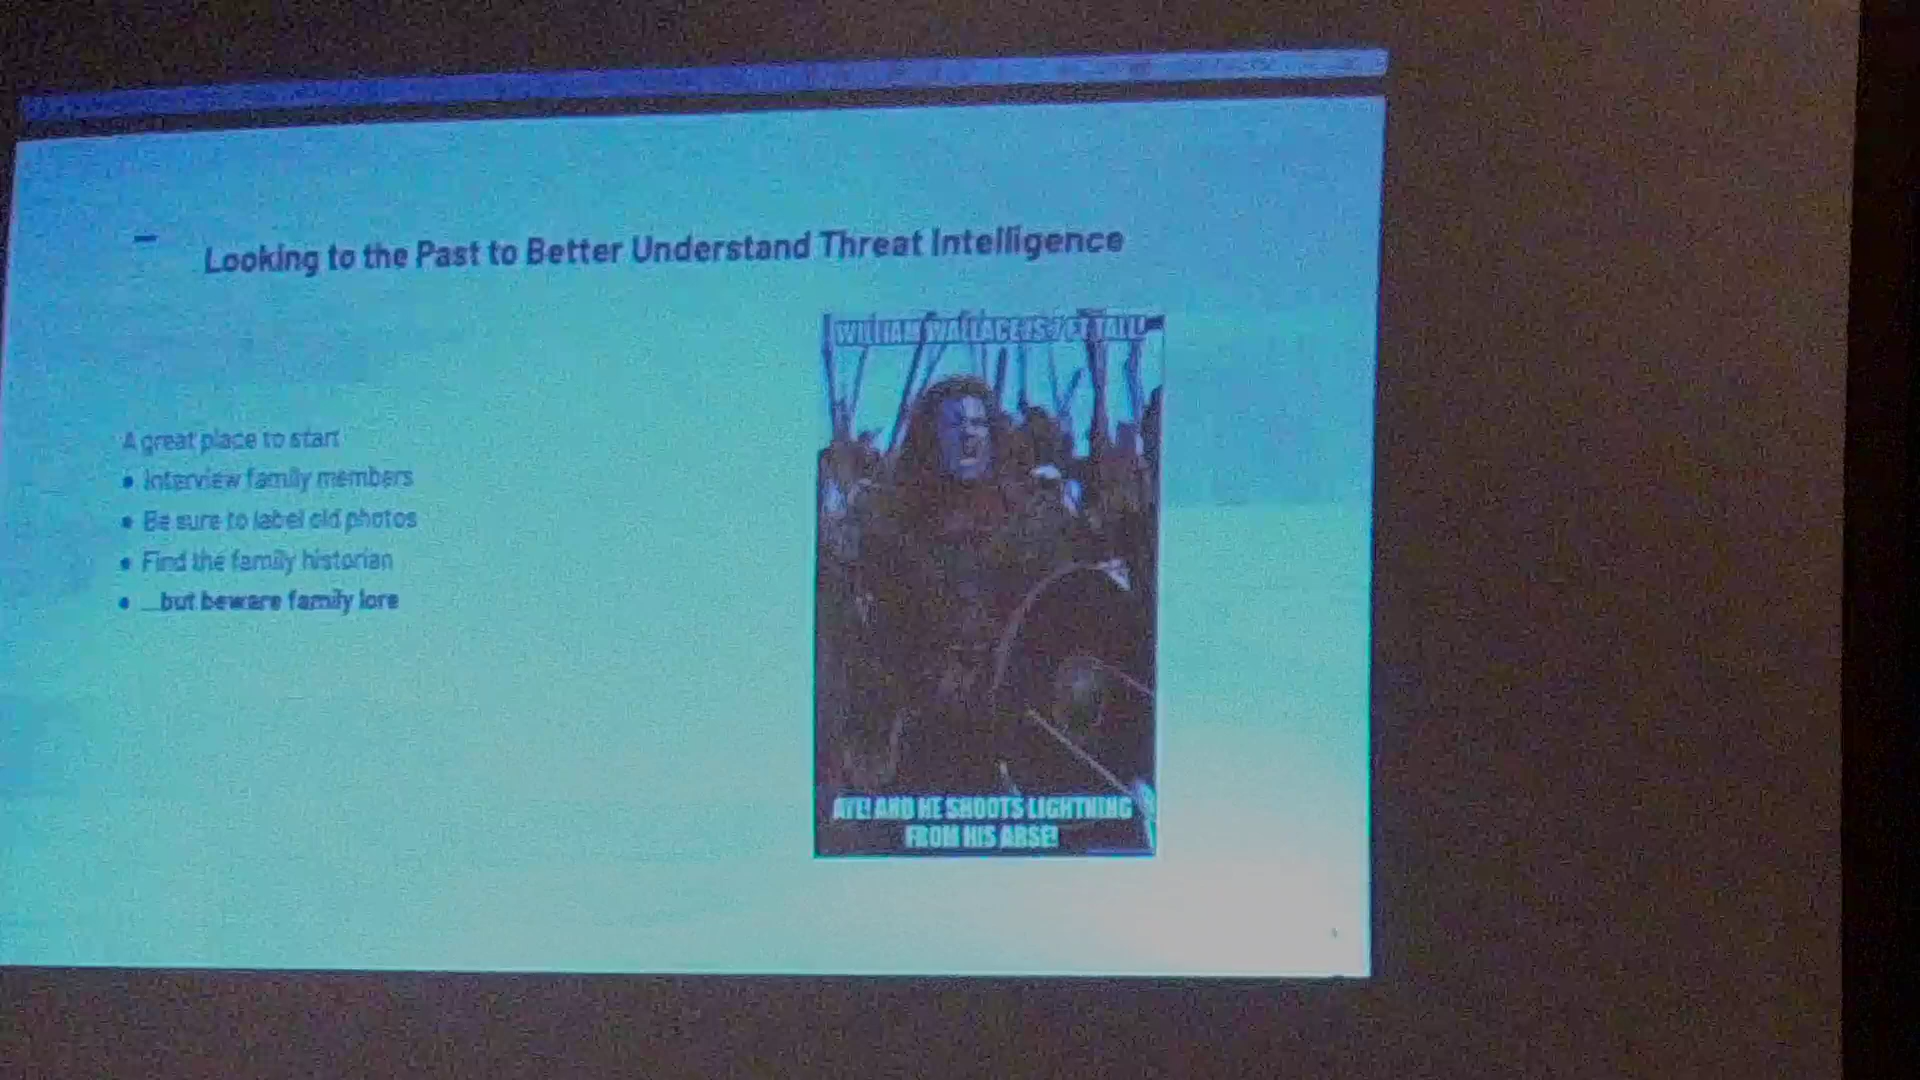 Looking to the Past to Better Understand Threat Intelligence
A great place to start
• Interview family members
• Be sure to label old photos
• Find the family historian
• ...but beware family lore
WILLIAM WALLACE IS 7 FT TALL!
AYE! AND HE SHOOTS LIGHTNING
FROM HIS ARSE!